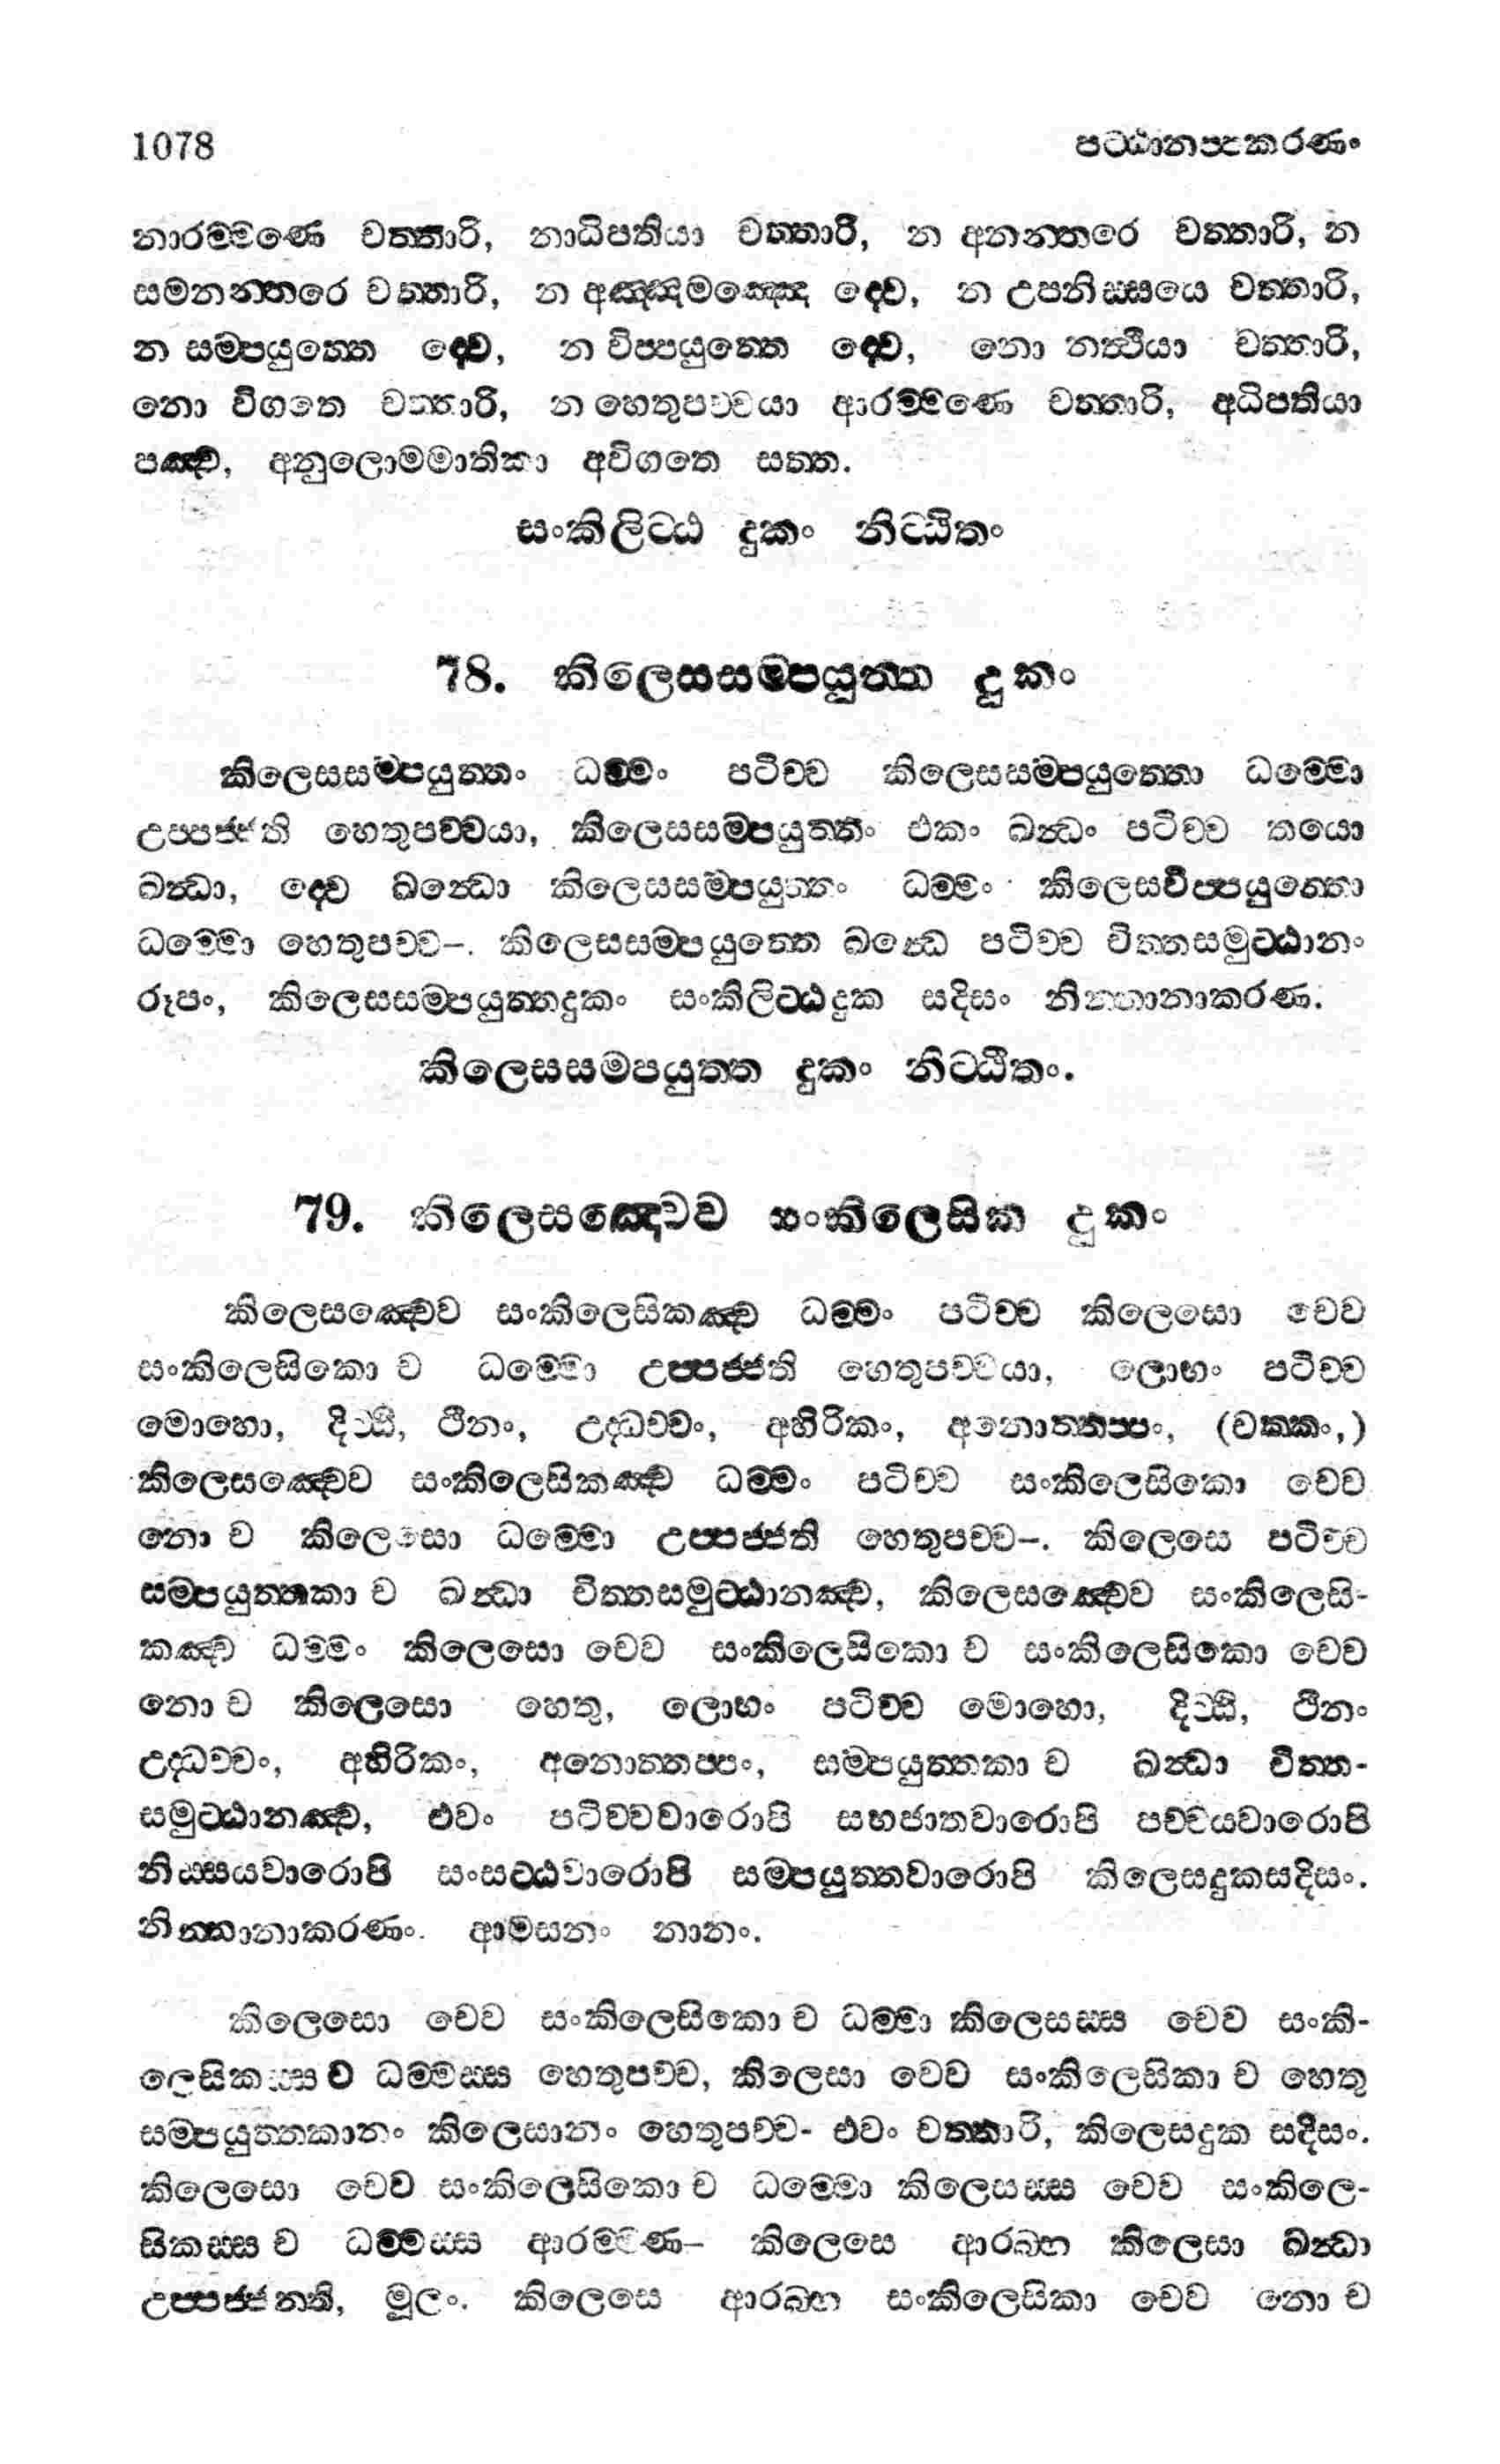 1078 පට්ඨානප්පකරණං
නාරම්මණෙ චත්තාරි, නාධිපතියා චත්තාරි, න අනන්තරෙ චත්තාරි, න
සමනන්තරෙ චත්තාරි, න අඤ්ඤමඤ්ඤෙ ද්වෙ, න උපනිස්සයෙ චත්තාරි,
න සම්පයුත්තෙ ද්වෙ, න විප්පයුත්තෙ ද්වෙ, නො නත්ථියා චත්තාරි,
නො විගතෙ චත්තාරි, න හෙතුපච්චයා ආරම්මණෙ චත්තාරි, අධිපතියා
පඤ්ච, අනුලොමමාතිකා අවිගතෙ සත්ත.
සංකිලිට්ඨ දුකං නිට්ඨිතං
78. කිලෙසසම්පයුත්ත දුකං
කිලෙසසම්පයුත්තං ධම්මං පටිච්ච කිලෙසසම්පයුත්තො ධම්මො
උප්පජ්ජති හෙතුපච්චයා, කිලෙසසම්පයුත්තං එකං ඛන්ධං පටිච්ච තයො
ඛන්ධා, ද්වෙ ඛන්ධො කිලෙසසම්පයුත්තං ධම්මං කිලෙසවිප්පයුත්තො
ධම්මො හෙතුපච්ච–. කිලෙසසම්පයුත්තෙ ඛන්ධෙ පටිච්ච චිත්තසමුට්ඨානං
රූපං, කිලෙසසම්පයුත්තදුකං සංකිලිට්ඨදුක සදිසං නින්නානාකරණ.
කිලෙසසම්පයුත්ත දුකං නිට්ඨිතං.
79. කිලෙසඤ්චෙව සංකිලෙසික දුකං
කිලෙසඤ්චෙව සංකිලෙසිකඤ්ච ධම්මං පටිච්ච කිලෙසො චෙව
සංකිලෙසිකො ච ධම්මො උප්පජ්ජති හෙතුපච්චයා, ලොභං පටිච්ච
මොහො, දිට්ඨි, ථීනං, උද්ධච්චං, අහිරිකං, අනොත්තප්පං, (චක්කං,)
කිලෙසඤ්චෙව සංකිලෙසිකඤ්ච ධම්මං පටිච්ච සංකිලෙසිකො චෙව
නො ච කිලෙසො ධම්මො උප්පජ්ජති හෙතුපච්ච–. කිලෙසෙ පටිච්ච
සම්පයුත්තකා ච ඛන්ධා චිත්තසමුට්ඨානඤ්ච, කිලෙසඤ්චෙව සංකිලෙසි-
කඤ්ච ධම්මං කිලෙසො චෙව සංකිලෙසිකො ච සංකිලෙසිකො චෙව
නො ච කිලෙසො හෙතු, ලොභං පටිච්ච මොහො, දිට්ඨි, ථීනං
උද්ධච්චං, අහිරිකං, අනොත්තප්පං, සම්පයුත්තකා ච ඛන්ධා චිත්ත-
සමුට්ඨානඤ්ච, එවං පටිච්චවාරොපි සහජාතවාරොපි පච්චයවාරොපි
නිස්සයවාරොපි සංසට්ඨවාරොපි සම්පයුත්තවාරොපි කිලෙසදුකසදිසං.
නින්නානාකරණං. ආමසනං නානං.
කිලෙසො චෙව සංකිලෙසිකො ච ධම්මා කිලෙසස්ස චෙව සංකි-
ලෙසිකස්ස ච ධම්මස්ස හෙතුපච්ච, කිලෙසා චෙව සංකිලෙසිකා ච හෙතු
සම්පයුත්තකානං කිලෙසානං හෙතුපච්ච- එවං චත්තාරි, කිලෙසදුක සදිසං.
කිලෙසො චෙව සංකිලෙසිකො ච ධම්මො කිලෙසස්ස චෙව සංකිලෙ-
සිකස්ස ච ධම්මස්ස ආරම්මණ– කිලෙසෙ ආරබ්භ කිලෙසා ඛන්ධා
උප්පජ්ජන්ති, මූලං. කිලෙසෙ ආරබ්භ සංකිලෙසිකා චෙව නො ච